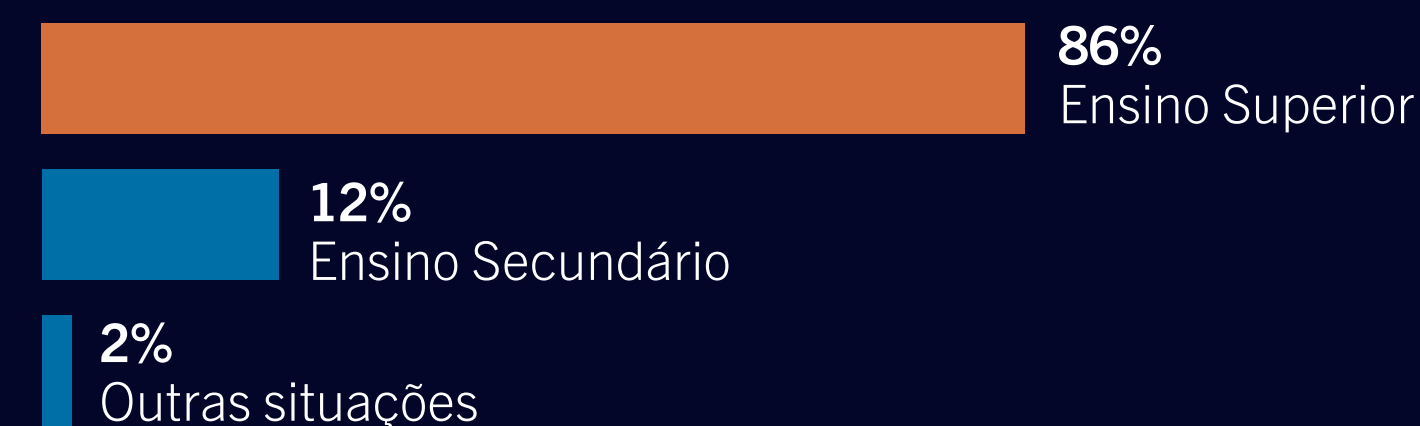 86%
Ensino Superior
12%
Ensino Secundário
2%
Outras situações